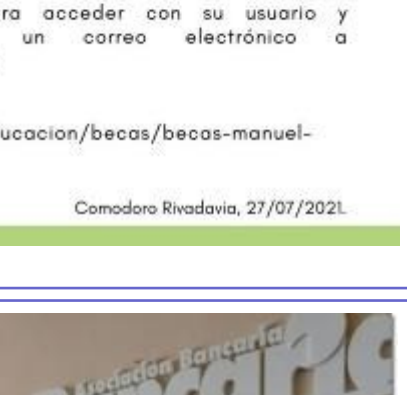 ra acceder con su usuario y
un correo electrónico a
ucacion/becas/becas-manuel-
Comodoro Rivadavia, 27/07/2021.
Asociación Bancaria